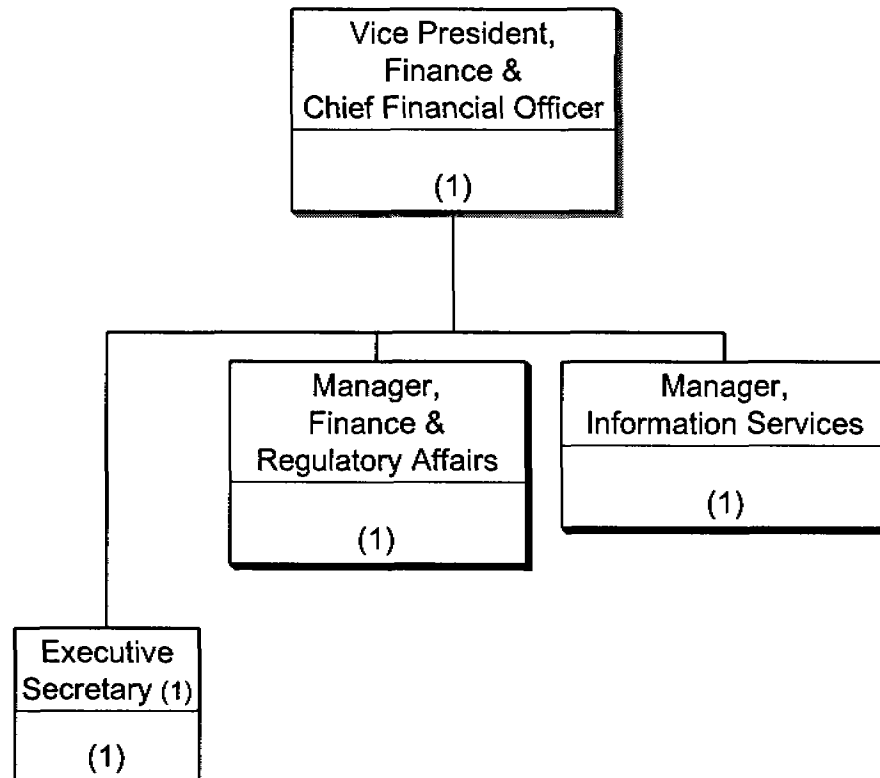 Vice President,
Finance &
Chief Financial Officer
(1)
Manager,
Finance &
Regulatory Affairs
(1)
Manager,
Information Services
(1)
Executive
Secretary (1)
(1)